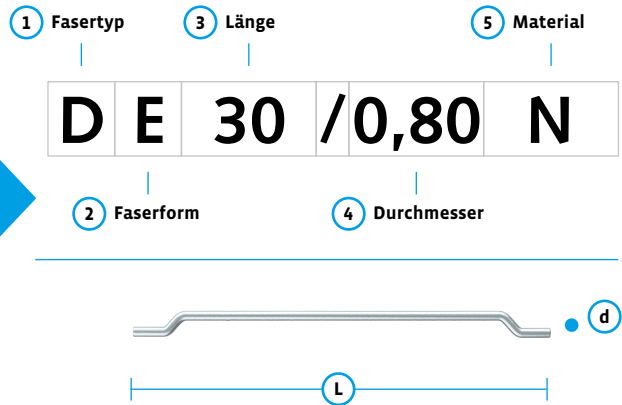 1 Fasertyp 3 Länge 5 Material
D E 30 /0,80 N
2 Faserform 4 Durchmesser
d
L